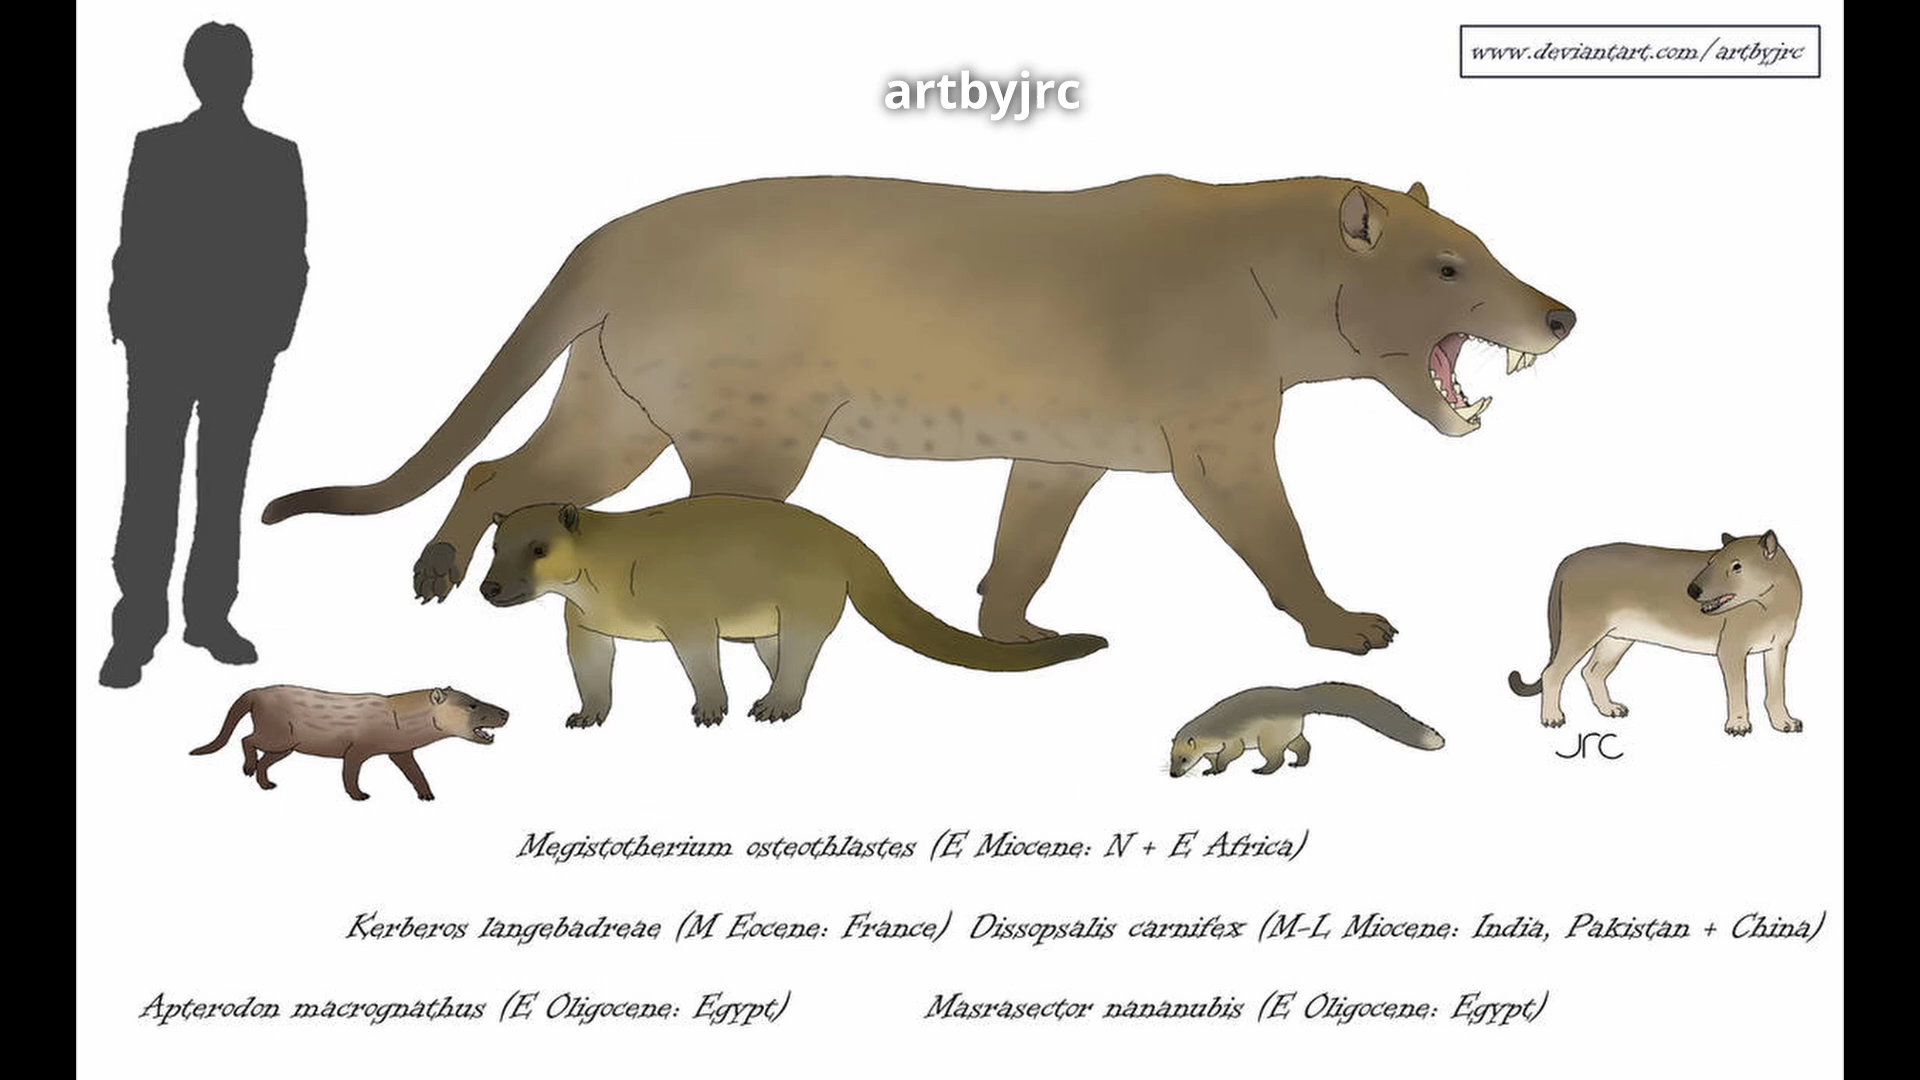 www.deviantart.com/artbyjrc
artbyjrc
JrC
Megistotherium osteothlastes (E Miocene: N + E Africa)
Kerberos langebadreae (M Eocene: France) Dissopsalis carnifex (M-L Miocene: India, Pakistan + China)
Apterodon macrognathus (E Oligocene: Egypt) Masrasector nananubis (E Oligocene: Egypt)